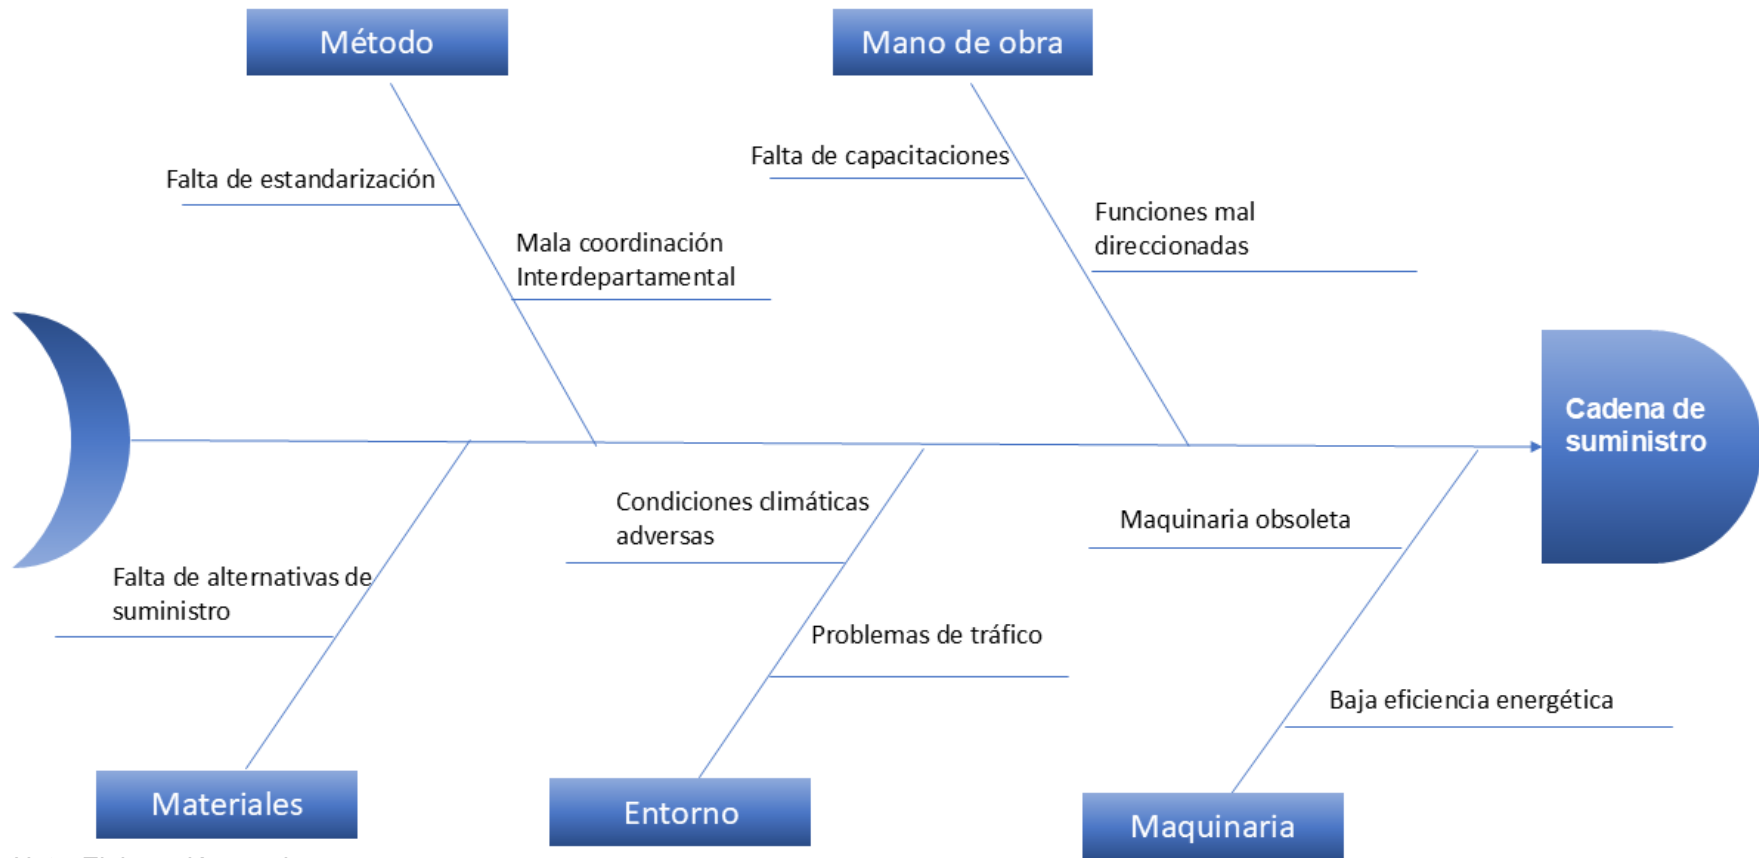 Método
Mano de obra
Falta de capacitaciones
Falta de estandarización
Funciones mal
direccionadas
Mala coordinación
Interdepartamental
Cadena de
suministro
Condiciones climáticas
adversas
Maquinaria obsoleta
Falta de alternativas de
suministro
Problemas de tráfico
Baja eficiencia energética
Materiales
Entorno
Maquinaria